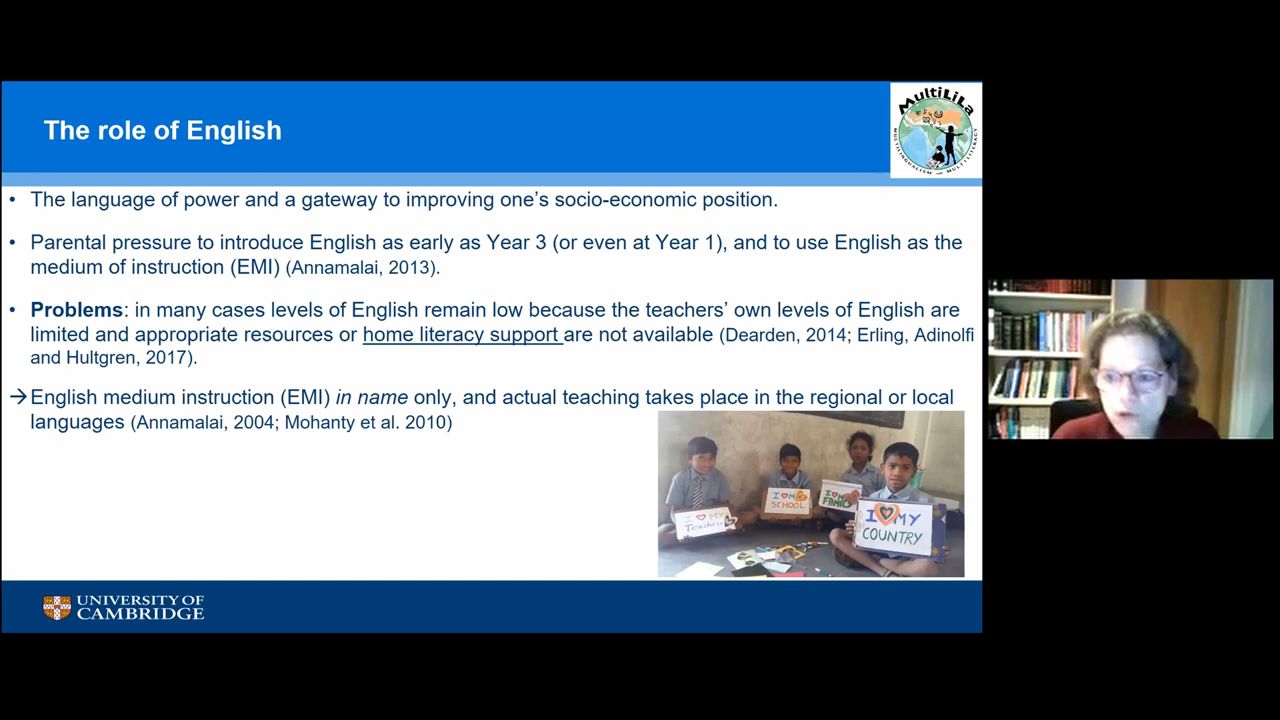 The role of English
MultiLiLa
MULTILINGUALISM AND MULTILITERACY
• The language of power and a gateway to improving one’s socio-economic position.
• Parental pressure to introduce English as early as Year 3 (or even at Year 1), and to use English as the
medium of instruction (EMI) (Annamalai, 2013).
• Problems: in many cases levels of English remain low because the teachers’ own levels of English are
limited and appropriate resources or home literacy support are not available (Dearden, 2014; Erling, Adinolfi
and Hultgren, 2017).
→ English medium instruction (EMI) in name only, and actual teaching takes place in the regional or local
languages (Annamalai, 2004; Mohanty et al. 2010)
I MY
Teacher
I MY
SCHOOL
I MY
FAMILY
I MY
COUNTRY
UNIVERSITY OF
CAMBRIDGE